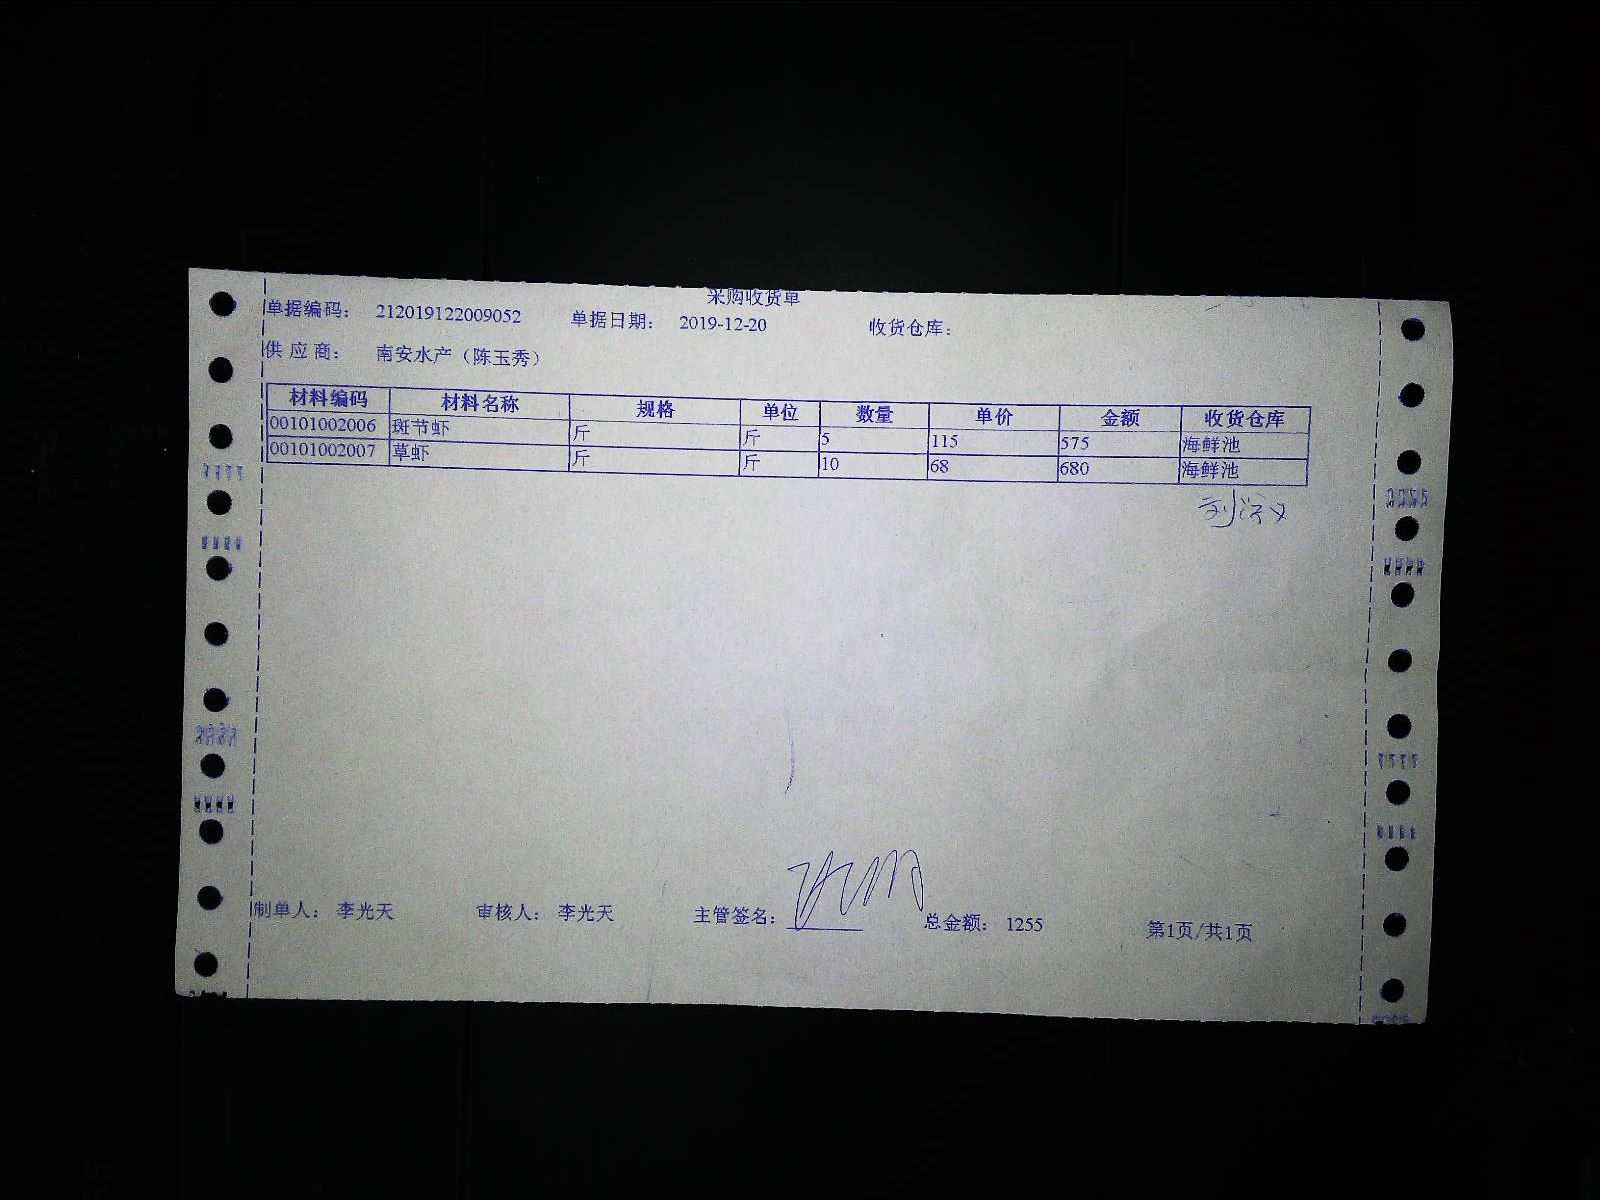 采购收货单
单据编码： 212019122009052 单据日期： 2019-12-20 收货仓库：
供 应 商： 南安水产（陈玉秀）
材料编码 材料名称 规格 单位 数量 单价 金额 收货仓库
00101002006 斑节虾 斤 斤 5 115 575 海鲜池
00101002007 草虾 斤 斤 10 68 680 海鲜池
制单人： 李光天 审核人： 李光天 主管签名： 总金额： 1255 第1页/共1页